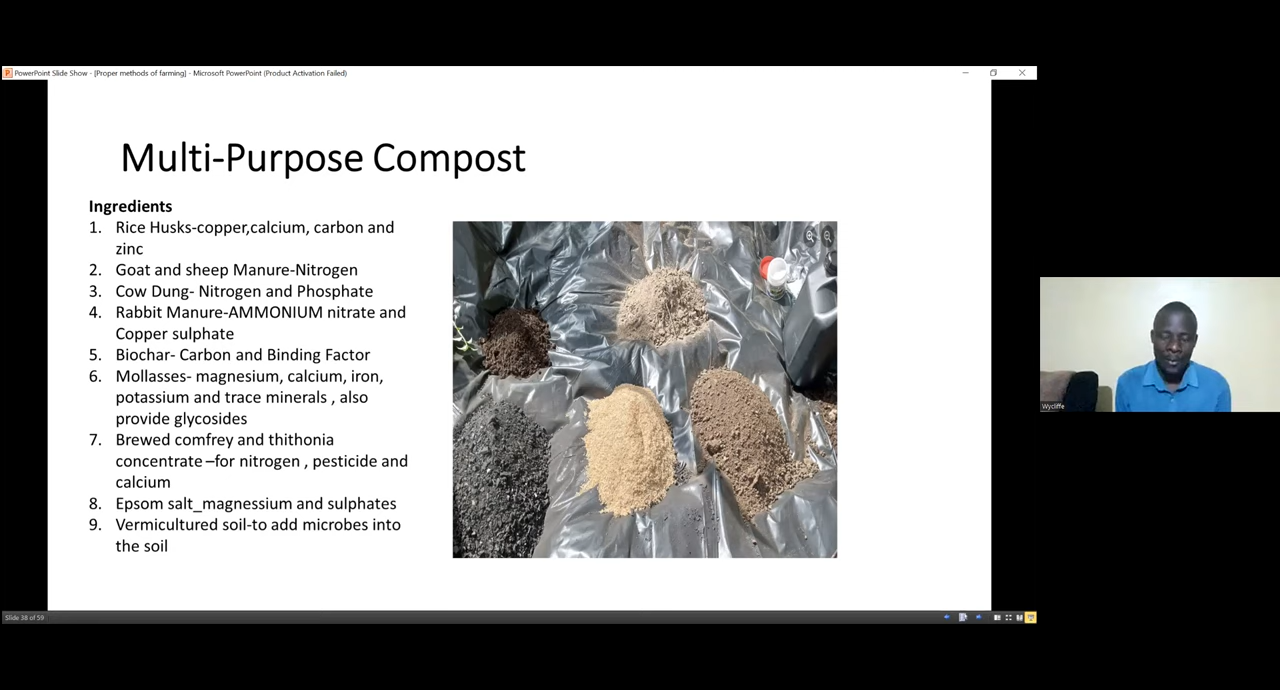 PowerPoint Slide Show - [Proper methods of farming] - Microsoft PowerPoint (Product Activation Failed)
Multi-Purpose Compost
Ingredients
1. Rice Husks-copper,calcium, carbon and
zinc
2. Goat and sheep Manure-Nitrogen
3. Cow Dung- Nitrogen and Phosphate
4. Rabbit Manure-AMMONIUM nitrate and
Copper sulphate
5. Biochar- Carbon and Binding Factor
6. Mollasses- magnesium, calcium, iron,
potassium and trace minerals , also
provide glycosides
7. Brewed comfrey and thithonia
concentrate –for nitrogen , pesticide and
calcium
8. Epsom salt_magnessium and sulphates
9. Vermicultured soil-to add microbes into
the soil
Wycliffe
Slide 38 of 59